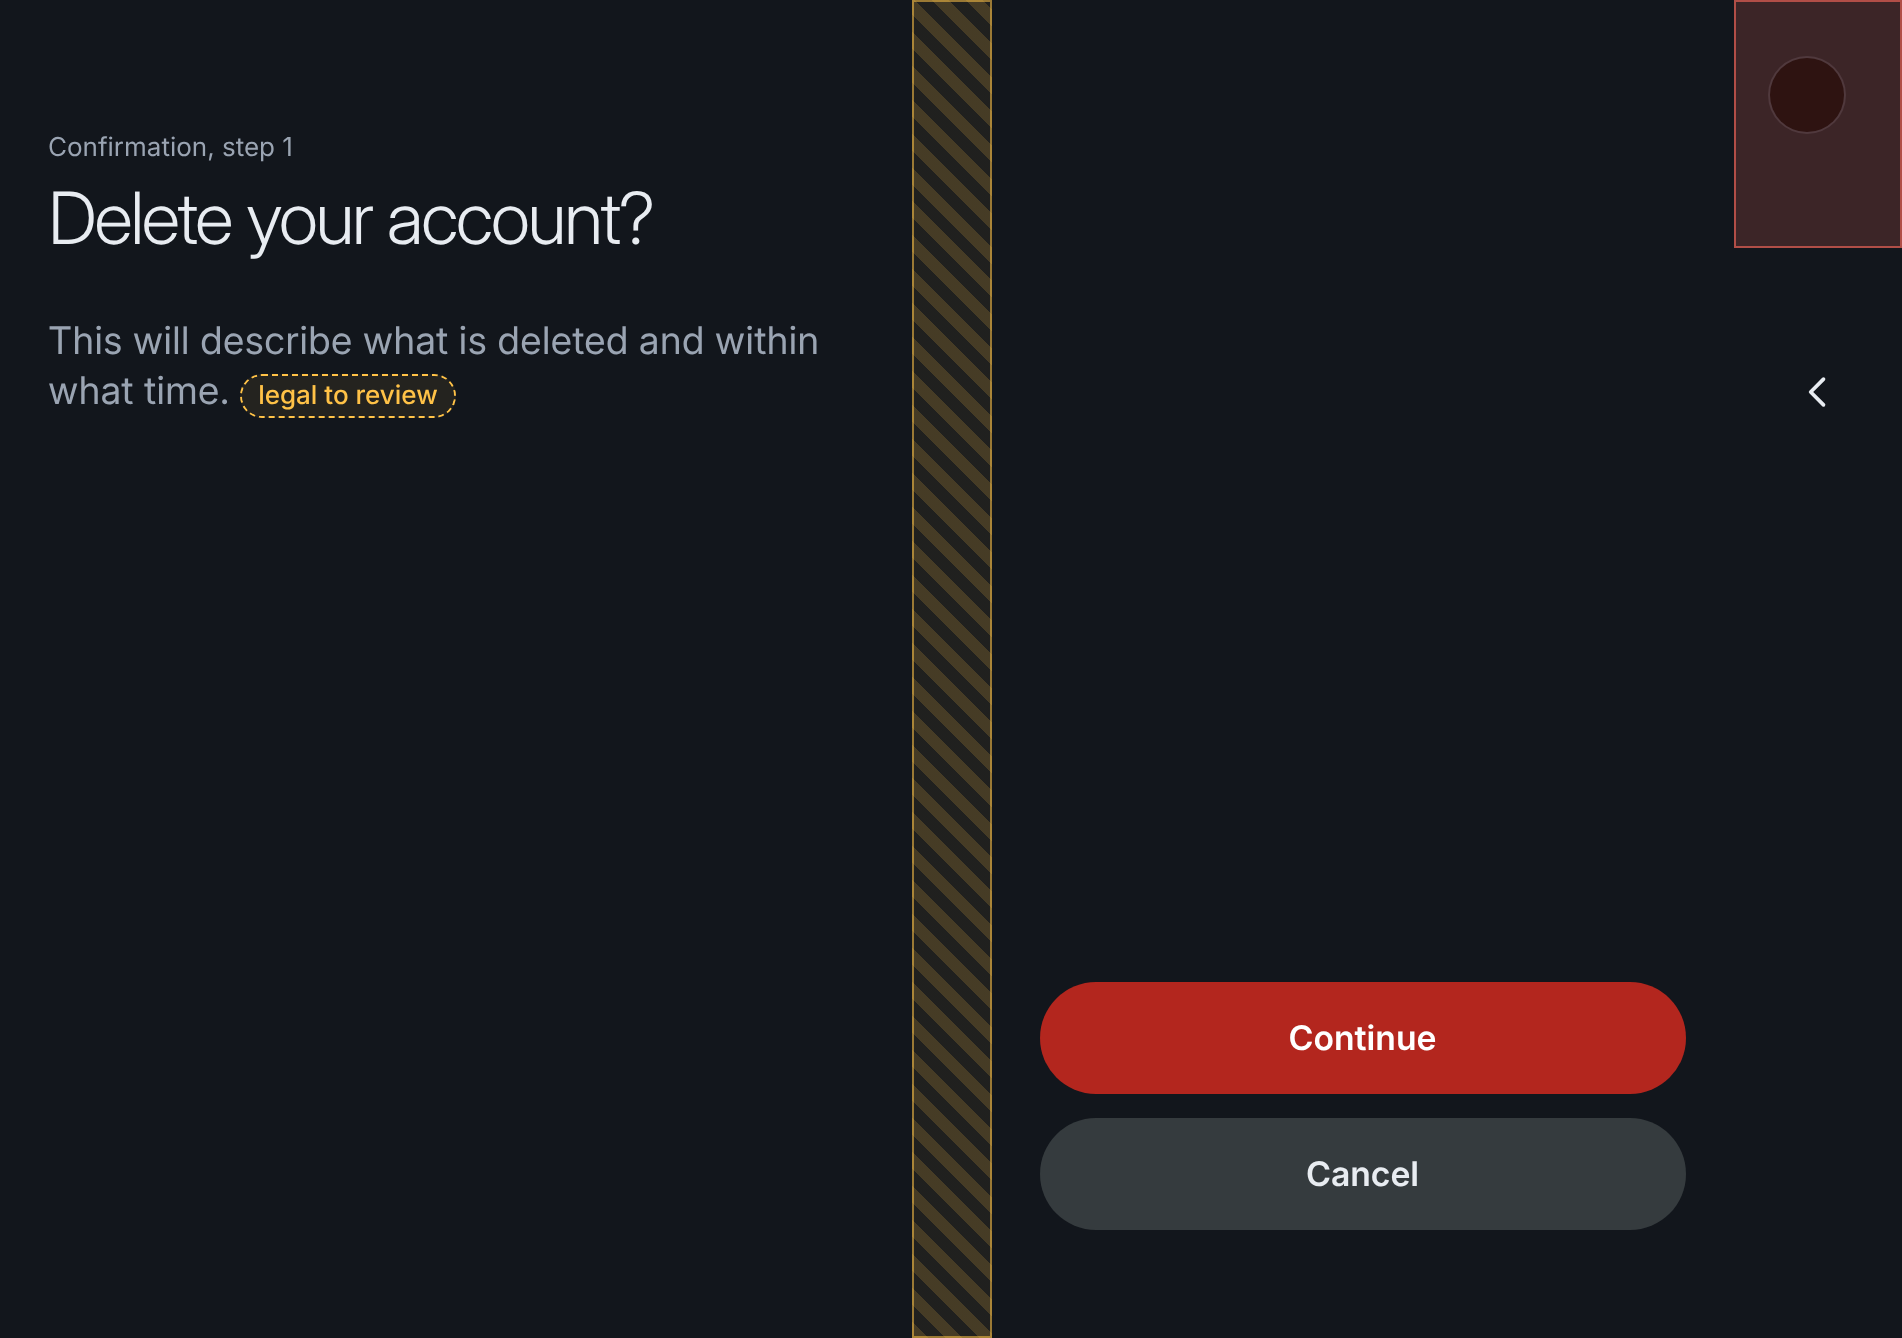 Confirmation, step 1
Delete your account?
This will describe what is deleted and within
what time. legal to review
Continue
Cancel